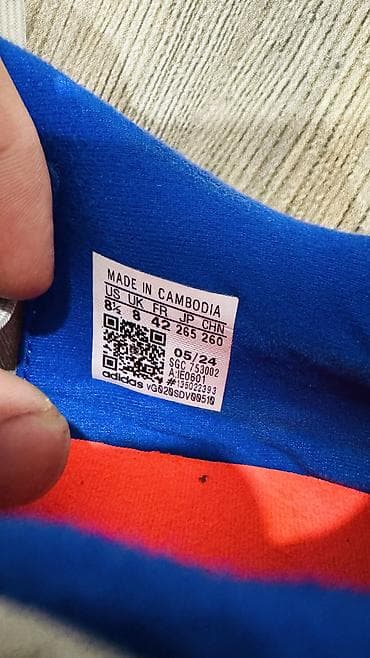 MADE IN CAMBODIA
US UK FR JP CHN
8½ 8 42 265 260
05/24
SGC 753002
A:IE0601
#135022393
adidas VG020SDV00510